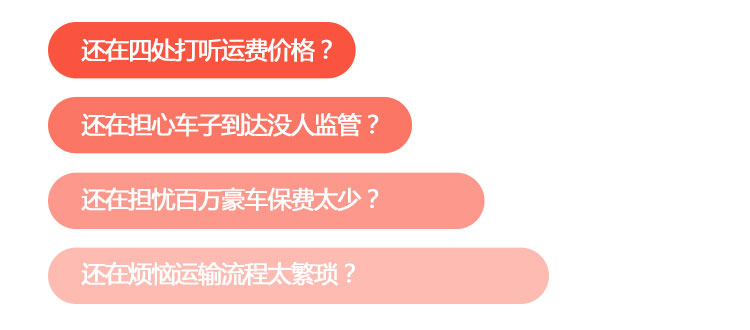 还在四处打听运费价格？
还在担心车子到达没人监管？
还在担忧百万豪车保费太少？
还在烦恼运输流程太繁琐？